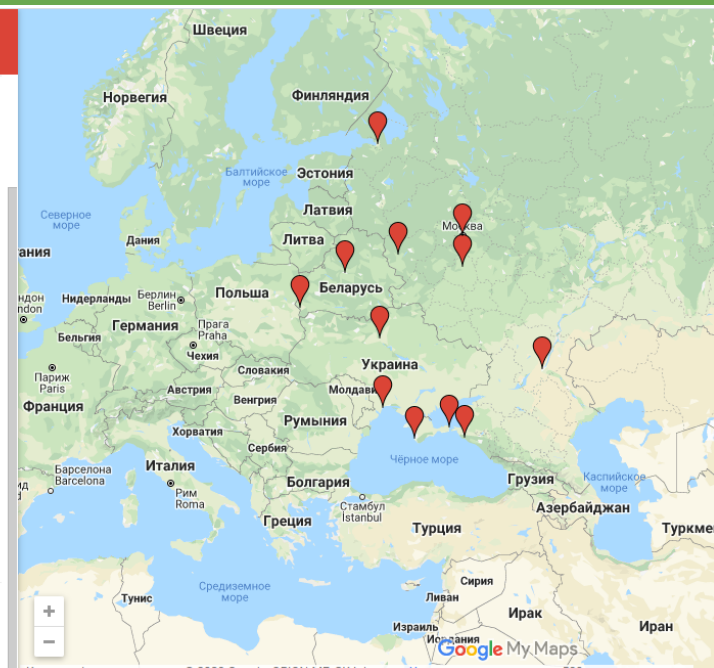 Швеция
Норвегия
Финляндия
Балтийское
море
Эстония
Латвия
Северное
море
Дания
Литва
Москва
ания
Нидерланды
Берлин
Berlin
Польша
Беларусь
ндон
ndon
Германия
Бельгия
Прага
Praha
Чехия
Украина
Словакия
Париж
Paris
Австрия
Венгрия
Молдавия
Франция
Румыния
Хорватия
Сербия
Чёрное море
Барселона
Barcelona
Италия
Рим
Roma
Болгария
Грузия
Каспийское
море
Стамбул
İstanbul
Азербайджан
Греция
Турция
Туркме
Средиземное
море
Тунис
Сирия
Ливан
Ирак
Израиль
Иран
+
−
Google My Maps